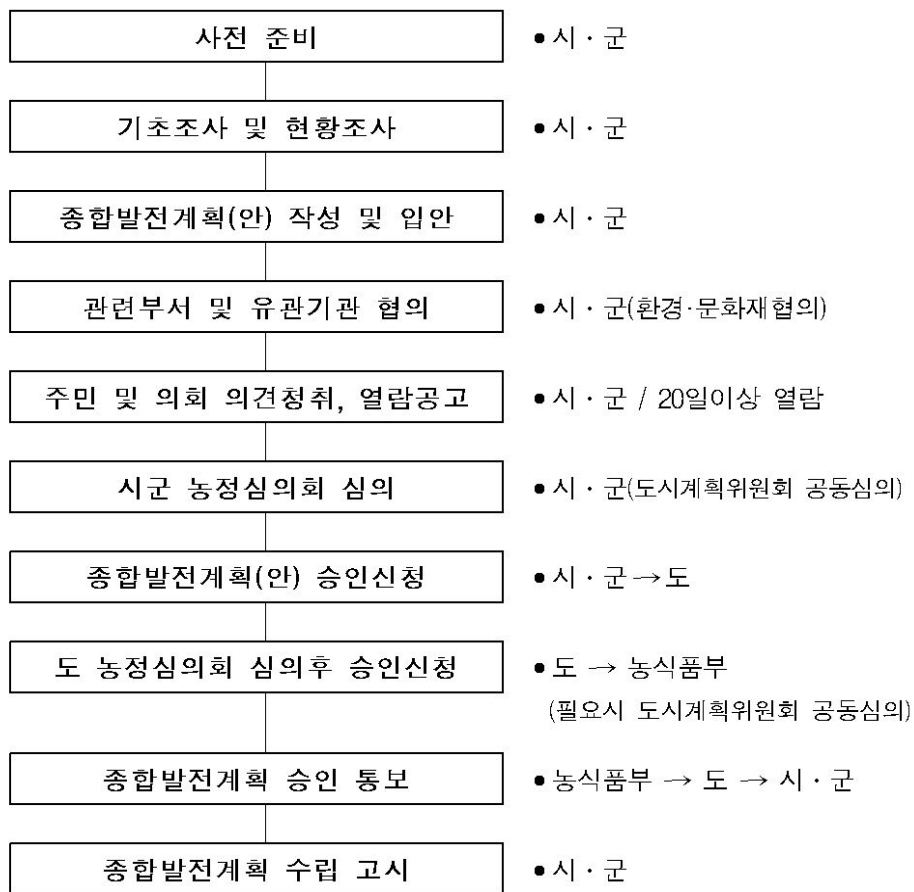 사전 준비 • 시 · 군
기초조사 및 현황조사 • 시 · 군
종합발전계획(안) 작성 및 입안 • 시 · 군
관련부서 및 유관기관 협의 • 시 · 군(환경·문화재협의)
주민 및 의회 의견청취, 열람공고 • 시 · 군 / 20일이상 열람
시군 농정심의회 심의 • 시 · 군(도시계획위원회 공동심의)
종합발전계획(안) 승인신청 • 시 · 군 → 도
도 농정심의회 심의후 승인신청 • 도 → 농식품부
(필요시 도시계획위원회 공동심의)
종합발전계획 승인 통보 • 농식품부 → 도 → 시 · 군
종합발전계획 수립 고시 • 시 · 군